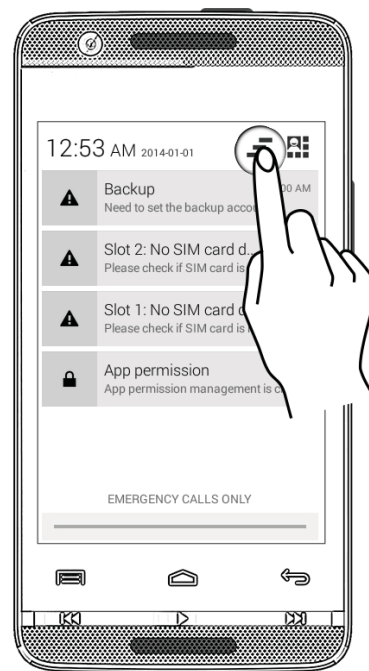 12:53 AM 2014-01-01
Backup
00 AM
Need to set the backup acco
Slot 2: No SIM card d..
Please check if SIM card is
Slot 1: No SIM card d
Please check if SIM card is
App permission
App permission management is c
EMERGENCY CALLS ONLY